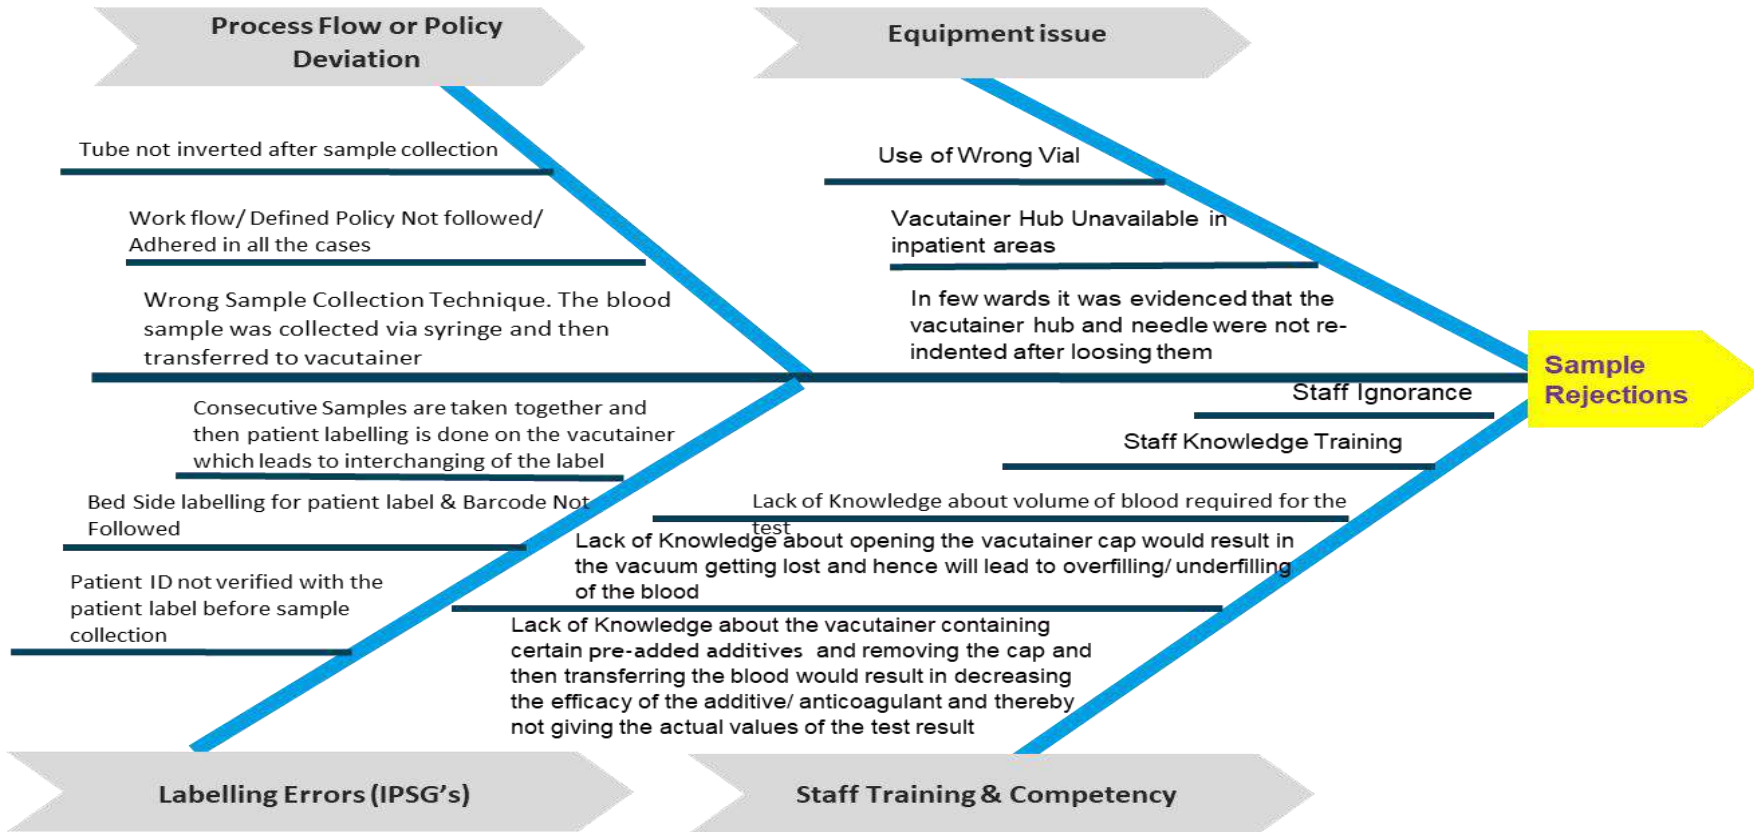 Process Flow or Policy
Deviation
Tube not inverted after sample collection
Work flow/ Defined Policy Not followed/
Adhered in all the cases
Wrong Sample Collection Technique. The blood
sample was collected via syringe and then
transferred to vacutainer
Equipment issue
Use of Wrong Vial
Vacutainer Hub Unavailable in
inpatient areas
In few wards it was evidenced that the
vacutainer hub and needle were not re-
indented after loosing them
Sample
Rejections
Consecutive Samples are taken together and
then patient labelling is done on the vacutainer
which leads to interchanging of the label
Bed Side labelling for patient label & Barcode Not
Followed
Patient ID not verified with the
patient label before sample
collection
Labelling Errors (IPSG's)
Staff Ignorance
Staff Knowledge Training
Lack of Knowledge about volume of blood required for the
test
Lack of Knowledge about opening the vacutainer cap would result in
the vacuum getting lost and hence will lead to overfilling/ underfilling
of the blood
Lack of Knowledge about the vacutainer containing
certain pre-added additives and removing the cap and
then transferring the blood would result in decreasing
the efficacy of the additive/ anticoagulant and thereby
not giving the actual values of the test result
Staff Training & Competency